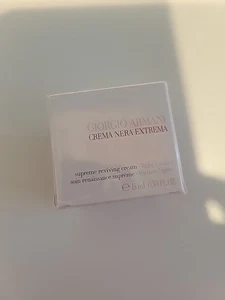 GIORGIO ARMANI
CREMA NERA EXTREMA
supreme reviving cream
soin renaissance suprême